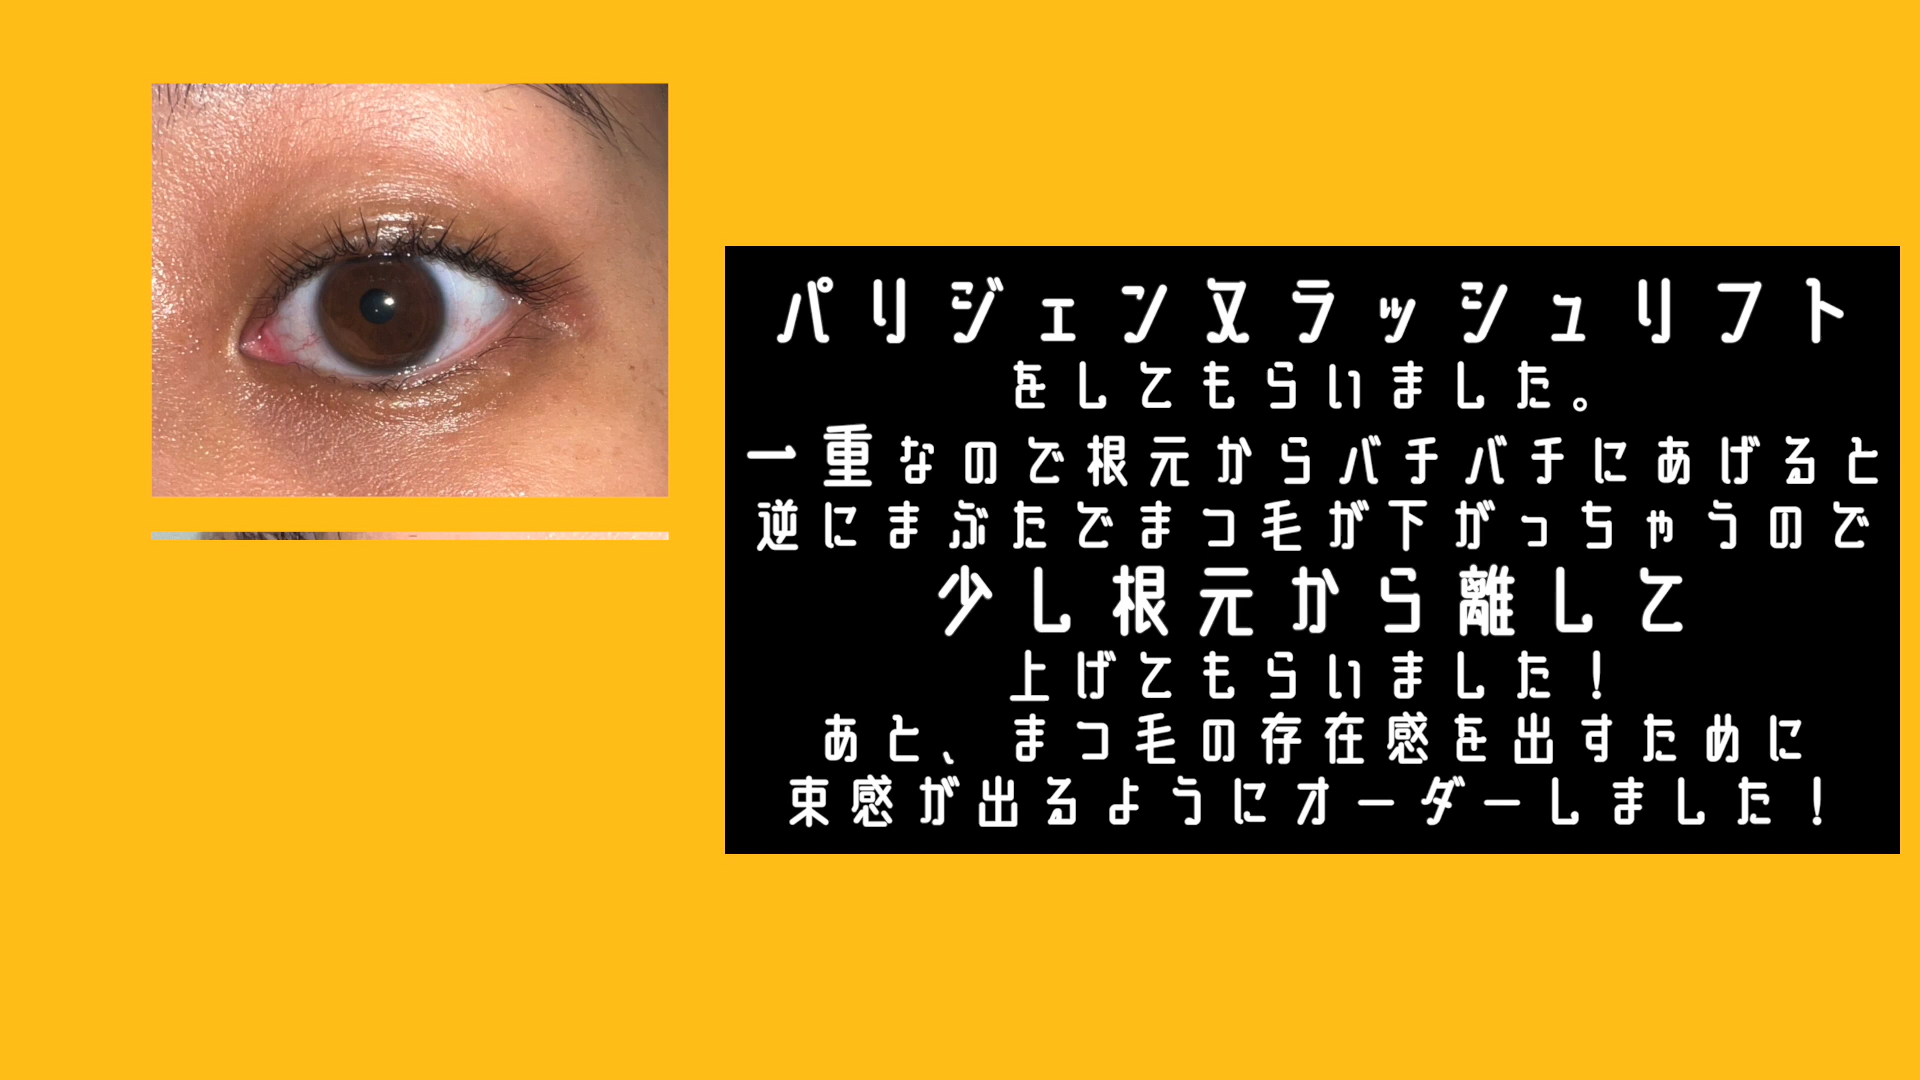 パリジェンヌラッシュリフト
をしてもらいました。
一重なので根元からバチバチにあげると
逆にまぶたでまつ毛が下がっちゃうので
少し根元から離して
上げてもらいました！
あと、まつ毛の存在感を出すために
束感が出るようにオーダーしました！